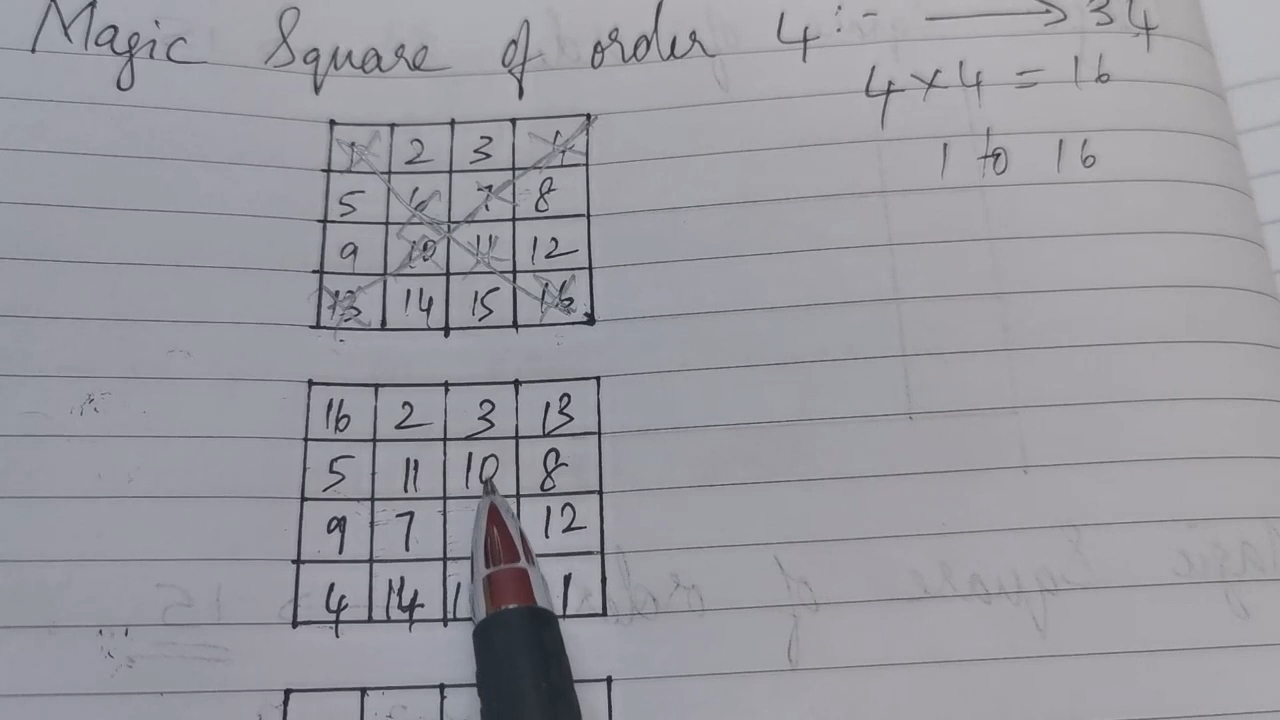 Magic Square of order 4:- → 34
4 × 4 = 16
1 to 16
1 2 3 4
5 6 7 8
9 10 11 12
13 14 15 16
16 2 3 13
5 11 10 8
9 7 12
4 14 1 1